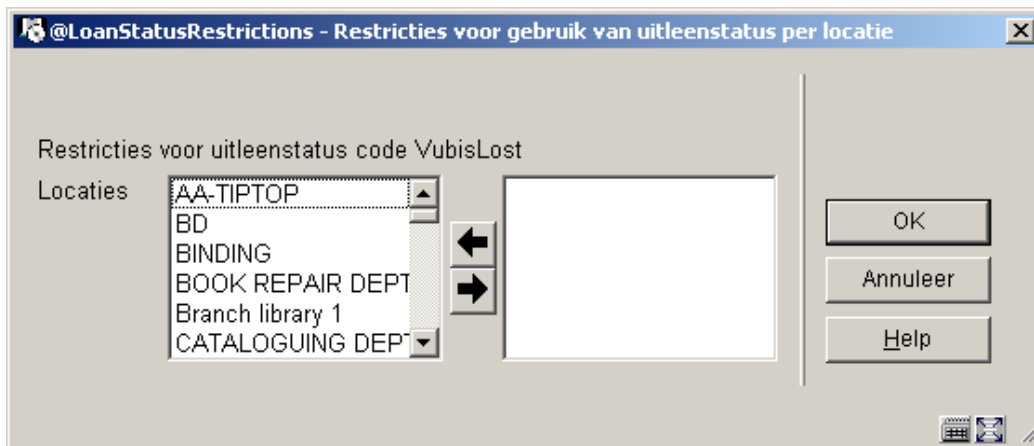 @LoanStatusRestrictions - Restricties voor gebruik van uitleenstatus per locatie
Restricties voor uitleenstatus code VubisLost
Locaties
AA-TIPTOP
BD
BINDING
BOOK REPAIR DEPT
Branch library 1
CATALOGUING DEPT
OK
Annuleer
Help